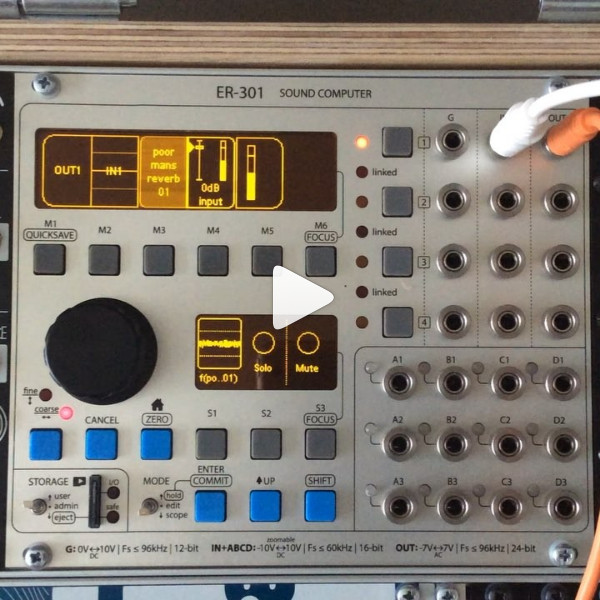 ER-301 SOUND COMPUTER
G OUT
OUT1 IN1 poor mans reverb 01 0dB input
1
linked
2
linked
3
linked
4
M1 M2 M3 M4 M5 M6
QUICKSAVE FOCUS
Solo Mute
f(po..01)
fine
coarse
CANCEL ZERO S1 S2 S3 FOCUS
A1 B1 C1 D1
A2 B2 C2 D2
A3 B3 C3 D3
STORAGE I/O
user
admin
eject
safe
MODE
hold
edit
scope
ENTER
COMMIT UP SHIFT
zoomable
G: 0V↔10V | Fs ≤ 96kHz | 12-bit IN+ABCD: -10V↔10V | Fs ≤ 60kHz | 16-bit OUT: -7V↔7V | Fs ≤ 96kHz | 24-bit
DC DC AC